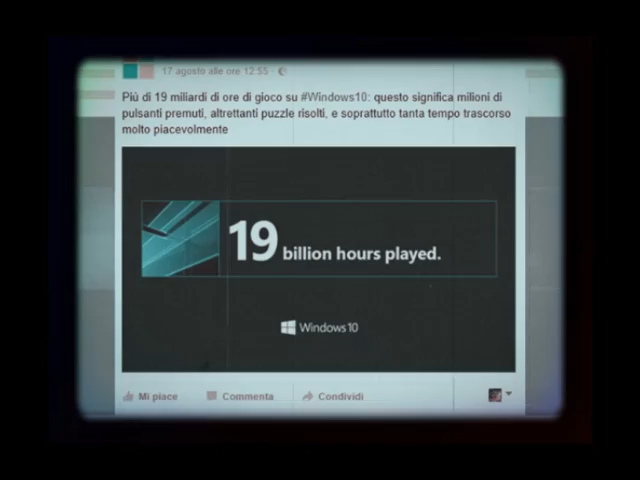 17 agosto alle ore 12:55 ·
Più di 19 miliardi di ore di gioco su #Windows10: questo significa milioni di
pulsanti premuti, altrettanti puzzle risolti, e soprattutto tanta tempo trascorso
molto piacevolmente
19 billion hours played.
Windows 10
Mi piace Commenta Condividi